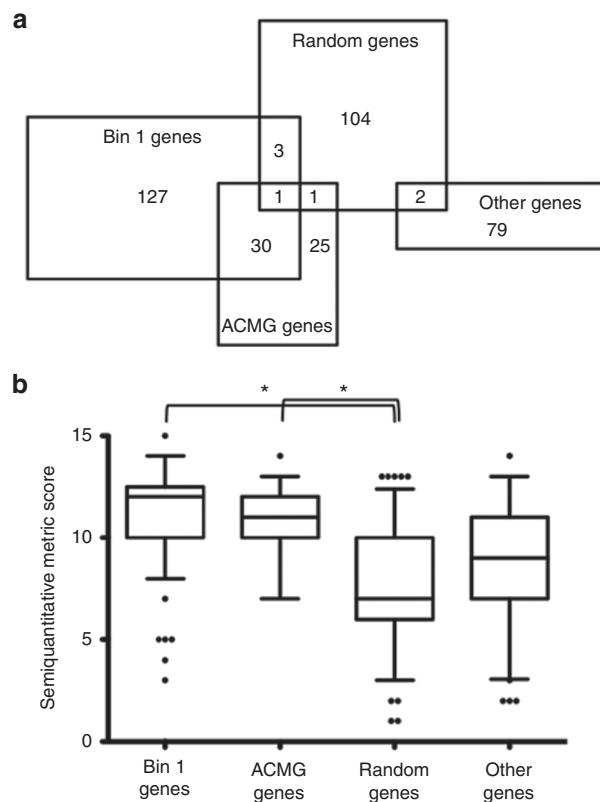 a
Random genes
104
Bin 1 genes
3
127
1
1
2
Other genes
79
30
25
ACMG genes
b
*
*
15
10
5
0
Semiquantitative metric score
Bin 1
genes
ACMG
genes
Random
genes
Other
genes